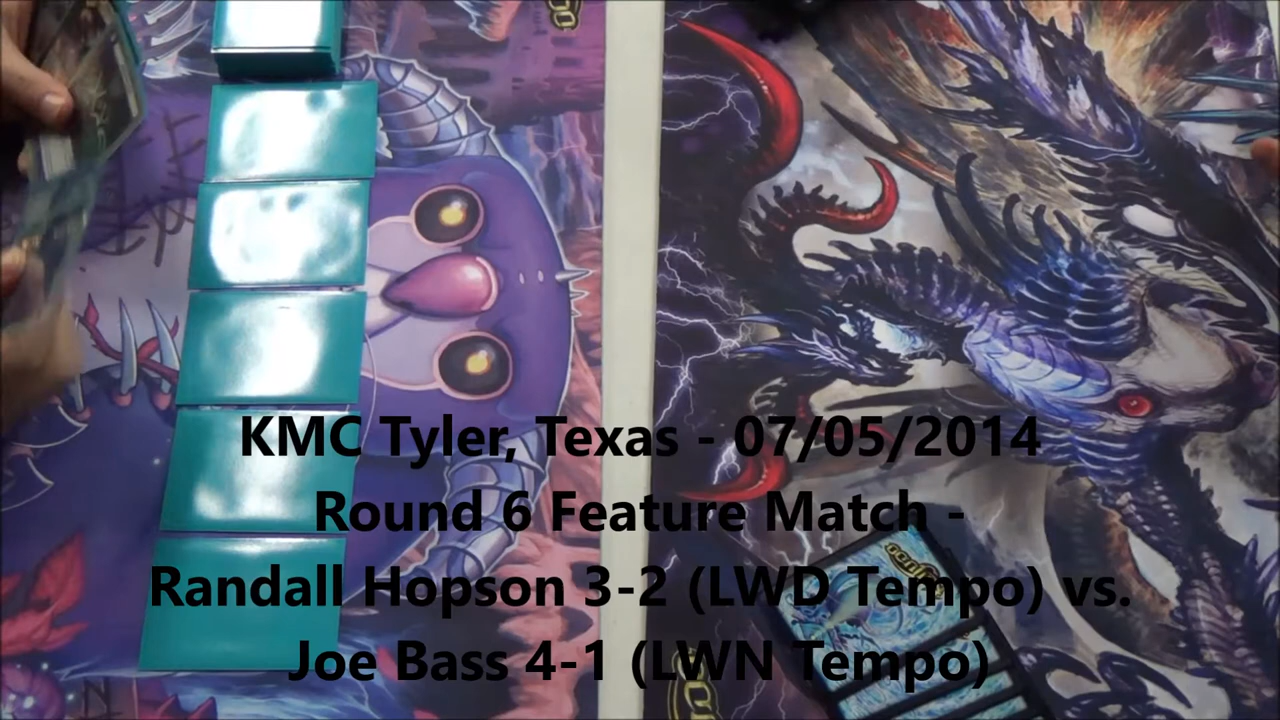 KMC Tyler, Texas - 07/05/2014
Round 6 Feature Match -
Randall Hopson 3-2 (LWD Tempo) vs.
Joe Bass 4-1 (LWN Tempo)